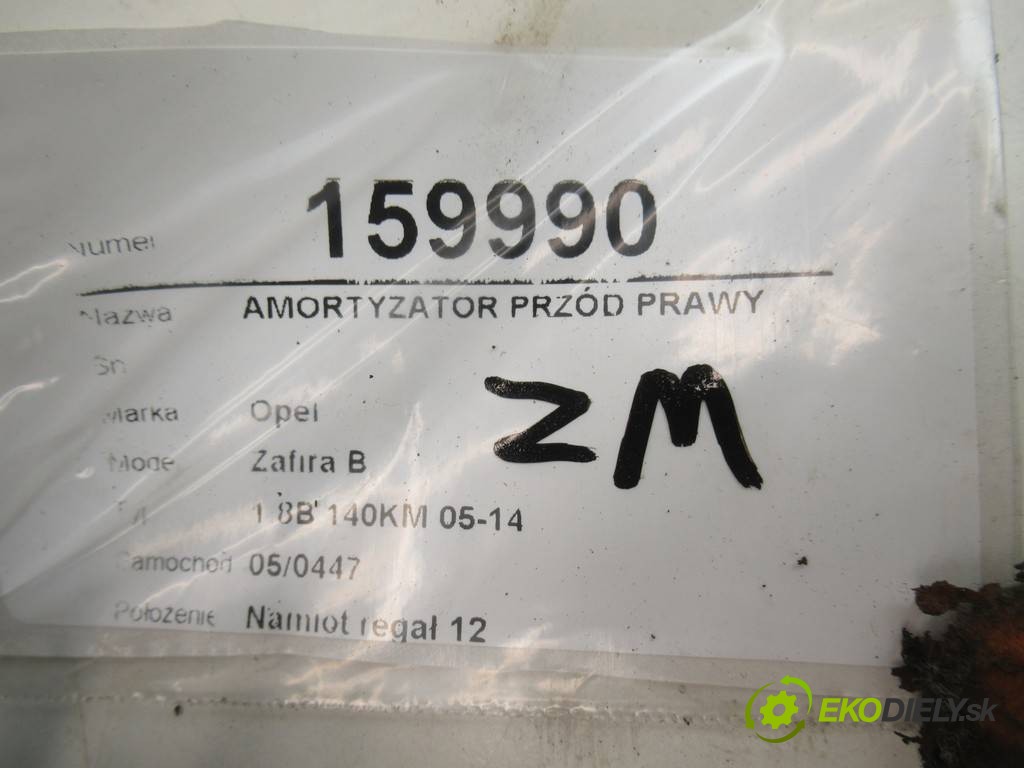 Numer 159990
Nazwa AMORTYZATOR PRZÓD PRAWY
Sn
Marka Opel
Model Zafira B
1.8B 140KM 05-14
Samochód 05/0447
Położenie Namiot regał 12
ZM
EKODIELY.sk